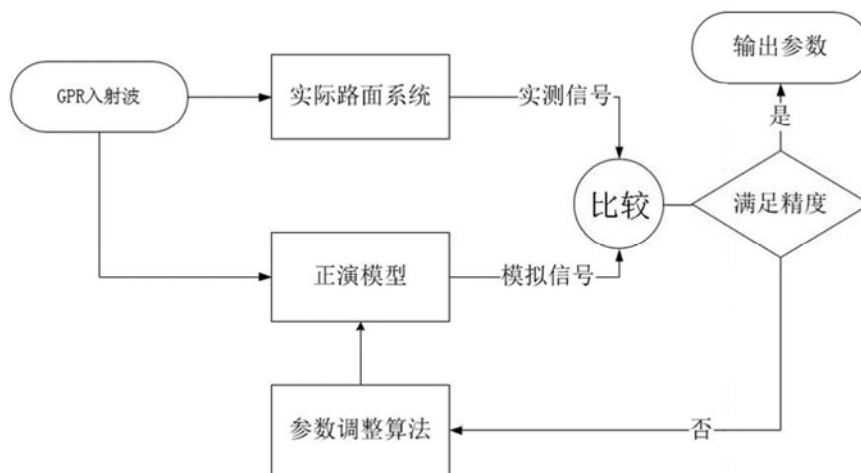 输出参数
GPR入射波
实际路面系统
实测信号
是
比较
满足精度
正演模型
模拟信号
参数调整算法
否